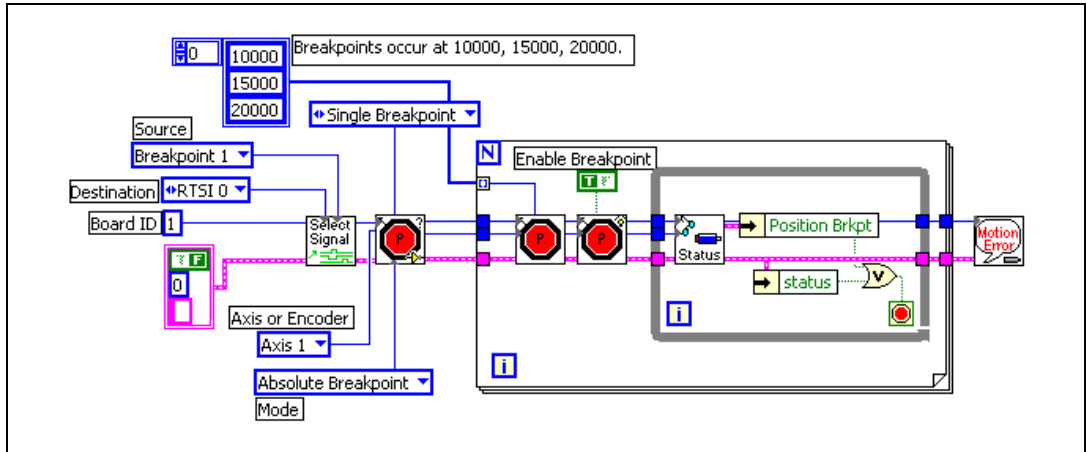 0
10000
15000
20000
Breakpoints occur at 10000, 15000, 20000.
Single Breakpoint
Source
Breakpoint 1
Destination
RTSI 0
Board ID
1
Select
Signal
?
P
F
0
Axis or Encoder
Axis 1
Absolute Breakpoint
Mode
N
Enable Breakpoint
T
P
P
Status
Position Brkpt
status
V
i
i
Motion
Error